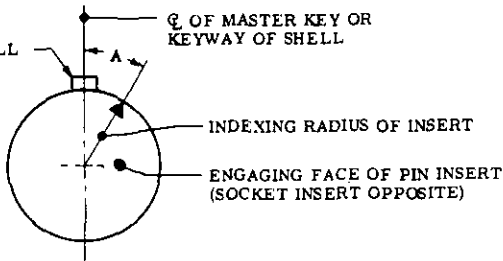 ℄ OF MASTER KEY OR
KEYWAY OF SHELL
A
INDEXING RADIUS OF INSERT
ENGAGING FACE OF PIN INSERT
(SOCKET INSERT OPPOSITE)